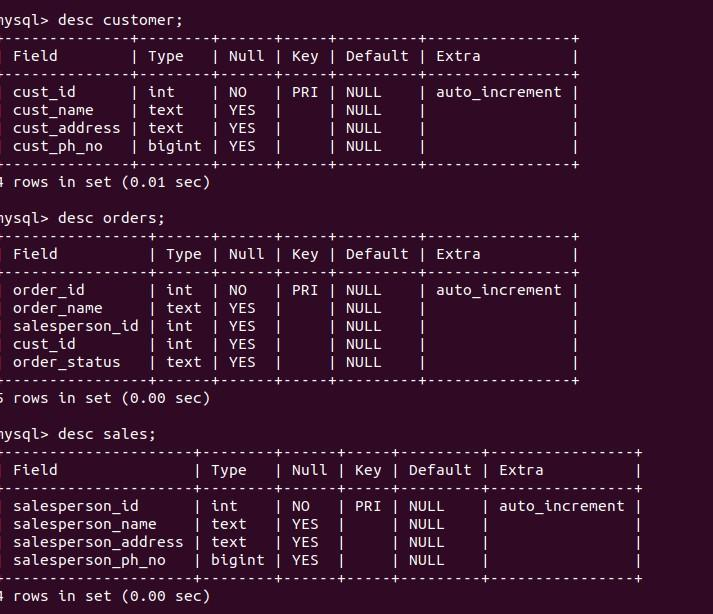 mysql> desc customer;
+--------------+--------+------+-----+---------+----------------+
| Field        | Type   | Null | Key | Default | Extra          |
+--------------+--------+------+-----+---------+----------------+
| cust_id      | int    | NO   | PRI | NULL    | auto_increment |
| cust_name    | text   | YES  |     | NULL    |                |
| cust_address | text   | YES  |     | NULL    |                |
| cust_ph_no   | bigint | YES  |     | NULL    |                |
+--------------+--------+------+-----+---------+----------------+
4 rows in set (0.01 sec)
mysql> desc orders;
+----------------+------+------+-----+---------+----------------+
| Field          | Type | Null | Key | Default | Extra          |
+----------------+------+------+-----+---------+----------------+
| order_id       | int  | NO   | PRI | NULL    | auto_increment |
| order_name     | text | YES  |     | NULL    |                |
| salesperson_id | int  | YES  |     | NULL    |                |
| cust_id        | int  | YES  |     | NULL    |                |
| order_status   | text | YES  |     | NULL    |                |
+----------------+------+------+-----+---------+----------------+
5 rows in set (0.00 sec)
mysql> desc sales;
+---------------------+--------+------+-----+---------+----------------+
| Field               | Type   | Null | Key | Default | Extra          |
+---------------------+--------+------+-----+---------+----------------+
| salesperson_id      | int    | NO   | PRI | NULL    | auto_increment |
| salesperson_name    | text   | YES  |     | NULL    |                |
| salesperson_address | text   | YES  |     | NULL    |                |
| salesperson_ph_no   | bigint | YES  |     | NULL    |                |
+---------------------+--------+------+-----+---------+----------------+
4 rows in set (0.00 sec)